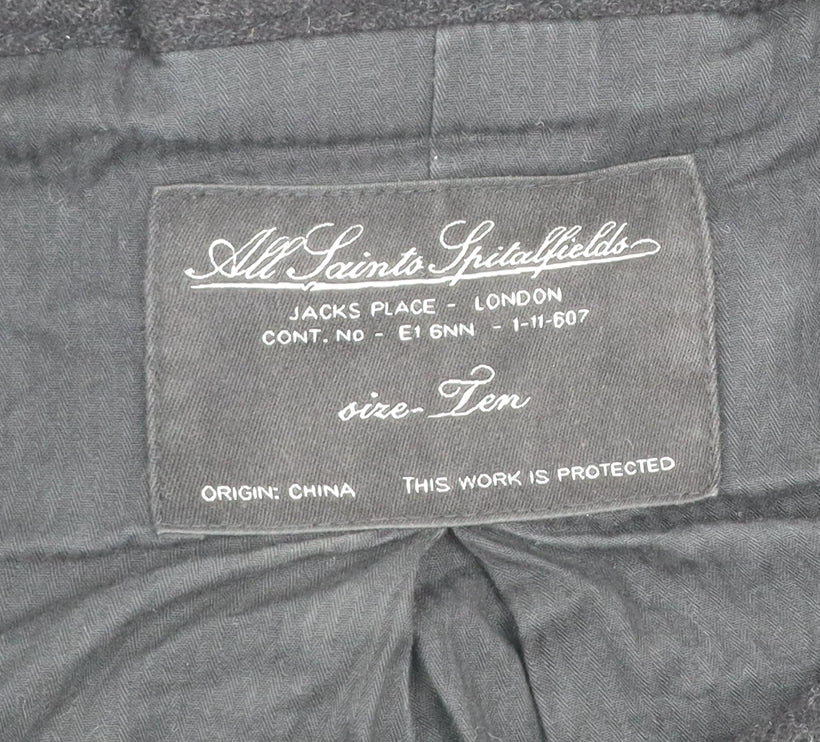 All Saints Spitalfields
JACKS PLACE - LONDON
CONT. No - E1 6NN - 1-11-607
size-Ten
ORIGIN: CHINA THIS WORK IS PROTECTED